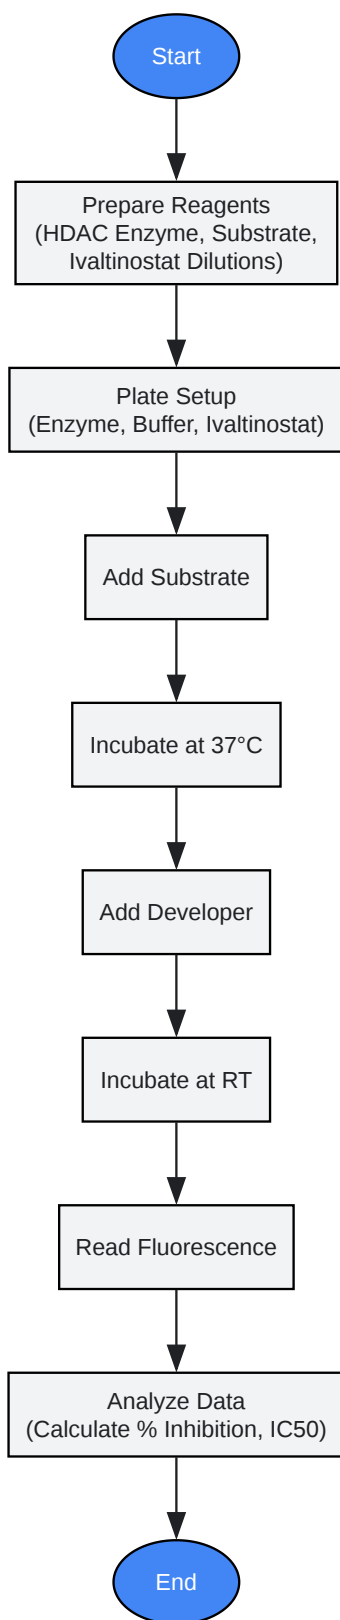 Start
Prepare Reagents
(HDAC Enzyme, Substrate,
Ivaltinostat Dilutions)
Plate Setup
(Enzyme, Buffer, Ivaltinostat)
Add Substrate
Incubate at 37°C
Add Developer
Incubate at RT
Read Fluorescence
Analyze Data
(Calculate % Inhibition, IC50)
End